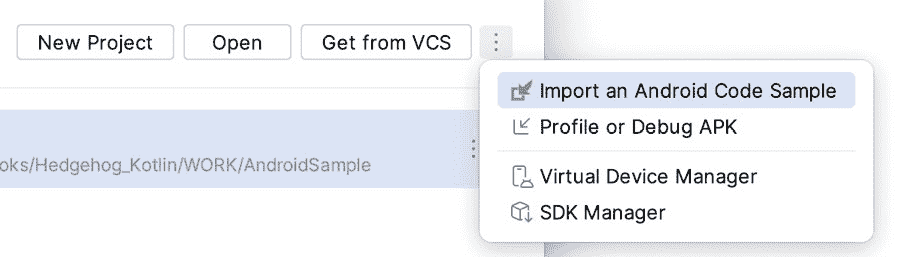 New Project Open Get from VCS
Import an Android Code Sample
Profile or Debug APK
oks/Hedgehog_Kotlin/WORK/AndroidSample
Virtual Device Manager
SDK Manager